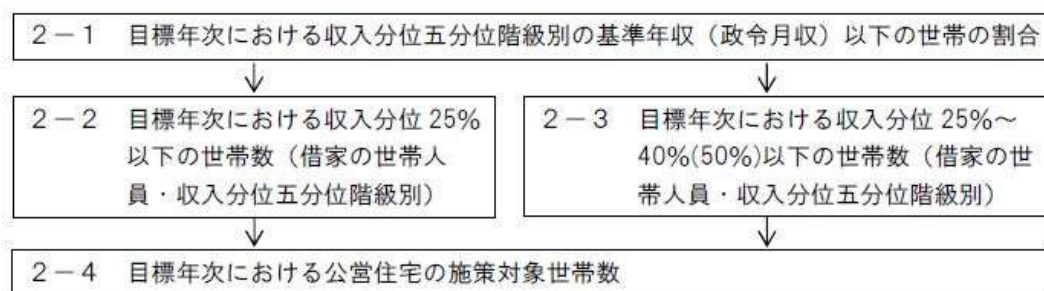 2-1 目標年次における収入分位五分位階級別の基準年収（政令月収）以下の世帯の割合
2-2 目標年次における収入分位 25%
以下の世帯数（借家の世帯人
員・収入分位五分位階級別）
2-3 目標年次における収入分位 25%～
40%(50%)以下の世帯数（借家の世
帯人員・収入分位五分位階級別）
2-4 目標年次における公営住宅の施策対象世帯数